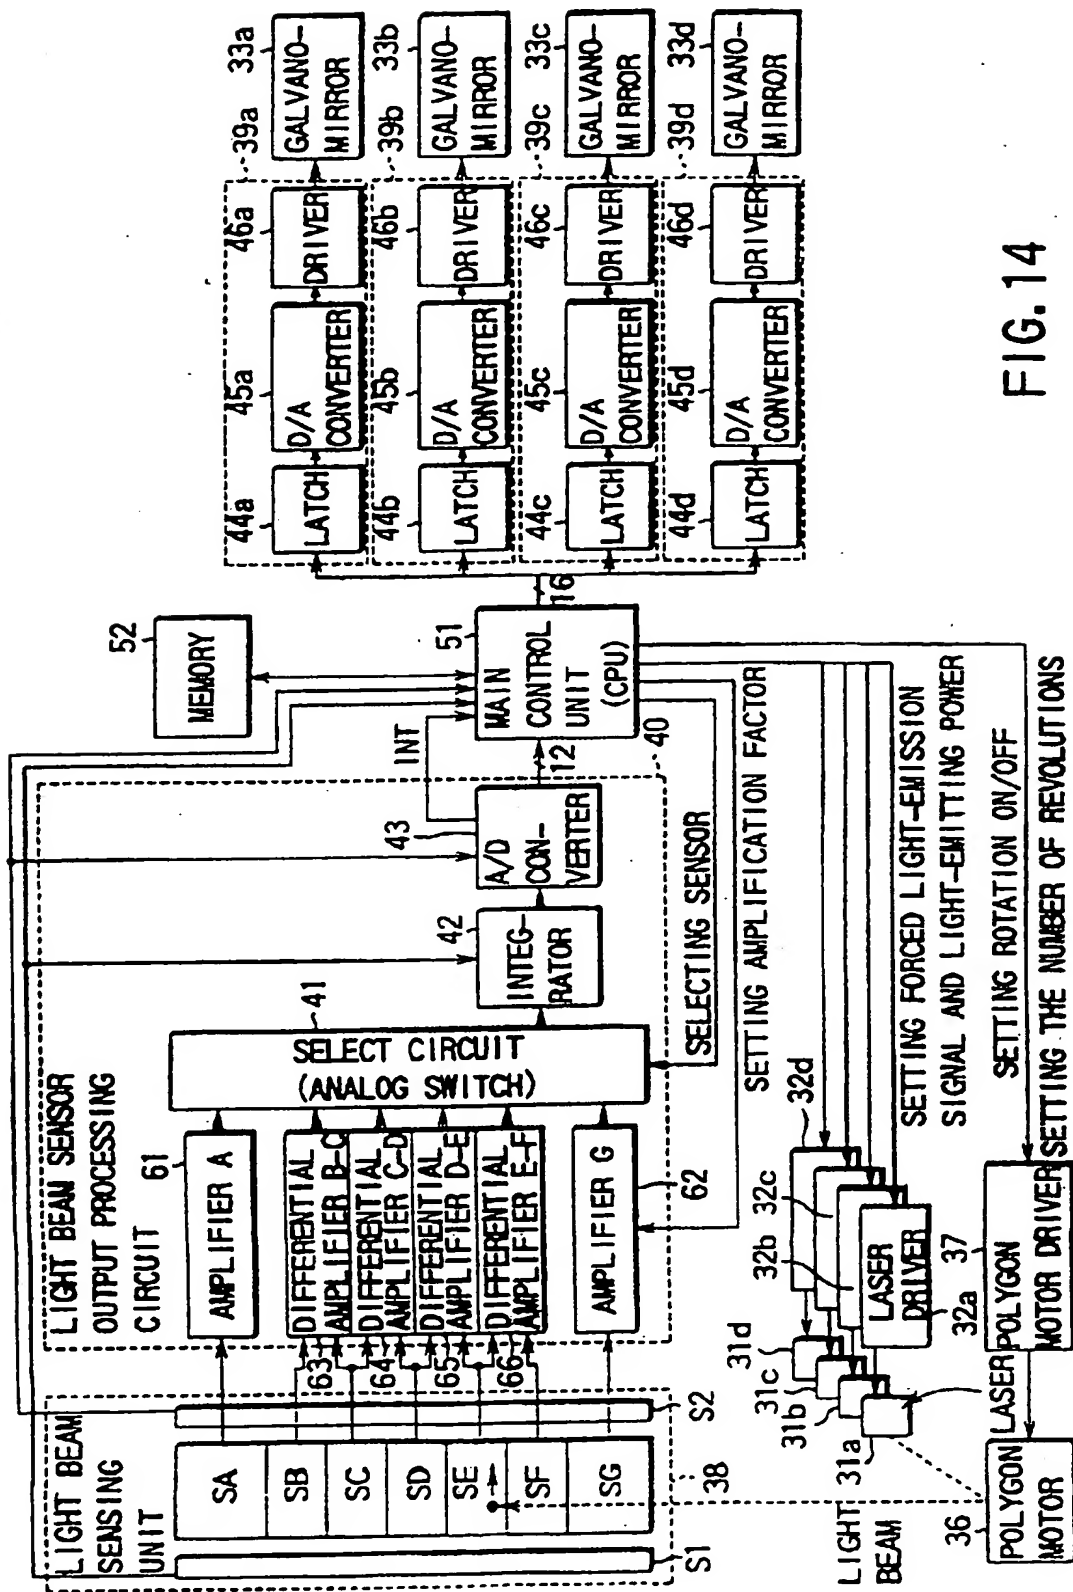 LIGHT BEAM
SENSING
UNIT
LIGHT BEAM SENSOR
OUTPUT PROCESSING
CIRCUIT
S1
SA
SB
SC
SD
SE
SF
SG
S2
38
61
AMPLIFIER A
DIFFERENTIAL
AMPLIFIER B-C
63
DIFFERENTIAL
AMPLIFIER C-D
64
DIFFERENTIAL
AMPLIFIER D-E
65
DIFFERENTIAL
AMPLIFIER E-F
66
AMPLIFIER G
62
41
SELECT CIRCUIT
(ANALOG SWITCH)
42
INTEG-
RATOR
43
A/D
CON-
VERTER
INT
12
40
52
MEMORY
51
MAIN
CONTROL
UNIT
(CPU)
16
SELECTING SENSOR
SETTING AMPLIFICATION FACTOR
SETTING FORCED LIGHT-EMISSION
SIGNAL AND LIGHT-EMITTING POWER
SETTING ROTATION ON/OFF
SETTING THE NUMBER OF REVOLUTIONS
44a
LATCH
45a
D/A
CONVERTER
46a
DRIVER
39a
33a
GALVANO-
MIRROR
44b
LATCH
45b
D/A
CONVERTER
46b
DRIVER
39b
33b
GALVANO-
MIRROR
44c
LATCH
45c
D/A
CONVERTER
46c
DRIVER
39c
33c
GALVANO-
MIRROR
44d
LATCH
45d
D/A
CONVERTER
46d
DRIVER
39d
33d
GALVANO-
MIRROR
32d
32c
32b
LASER
DRIVER
32a
31d
31c
31b
31a
LASER
LIGHT
BEAM
36
POLYGON
MOTOR
37
POLYGON
MOTOR DRIVER
FIG. 14